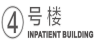 ④号楼
INPATIENT BUILDING